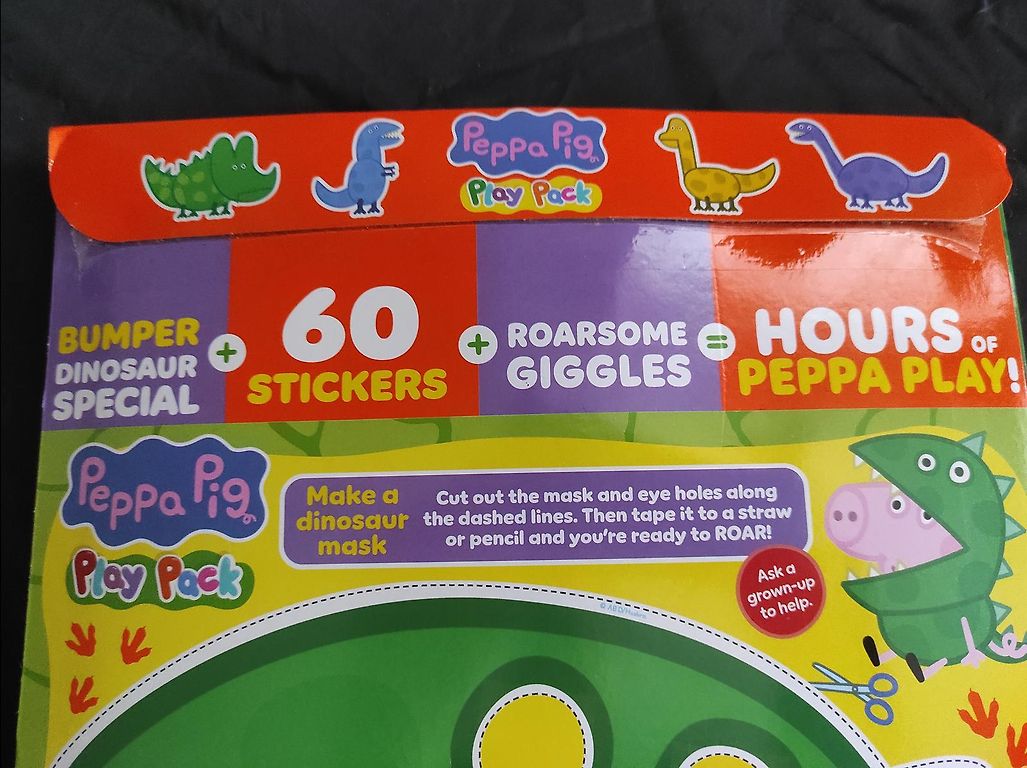 Peppa Pig
Play Pack
BUMPER
DINOSAUR
SPECIAL
+
60
STICKERS
+
ROARSOME
GIGGLES
=
HOURS OF
PEPPA PLAY!
Peppa Pig
Play Pack
Make a
dinosaur
mask
Cut out the mask and eye holes along
the dashed lines. Then tape it to a straw
or pencil and you're ready to ROAR!
Ask a
grown-up
to help.